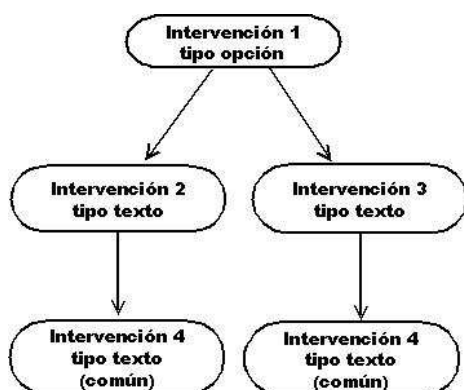 Intervención 1
tipo opción
Intervención 2
tipo texto
Intervención 3
tipo texto
Intervención 4
tipo texto
(común)
Intervención 4
tipo texto
(común)